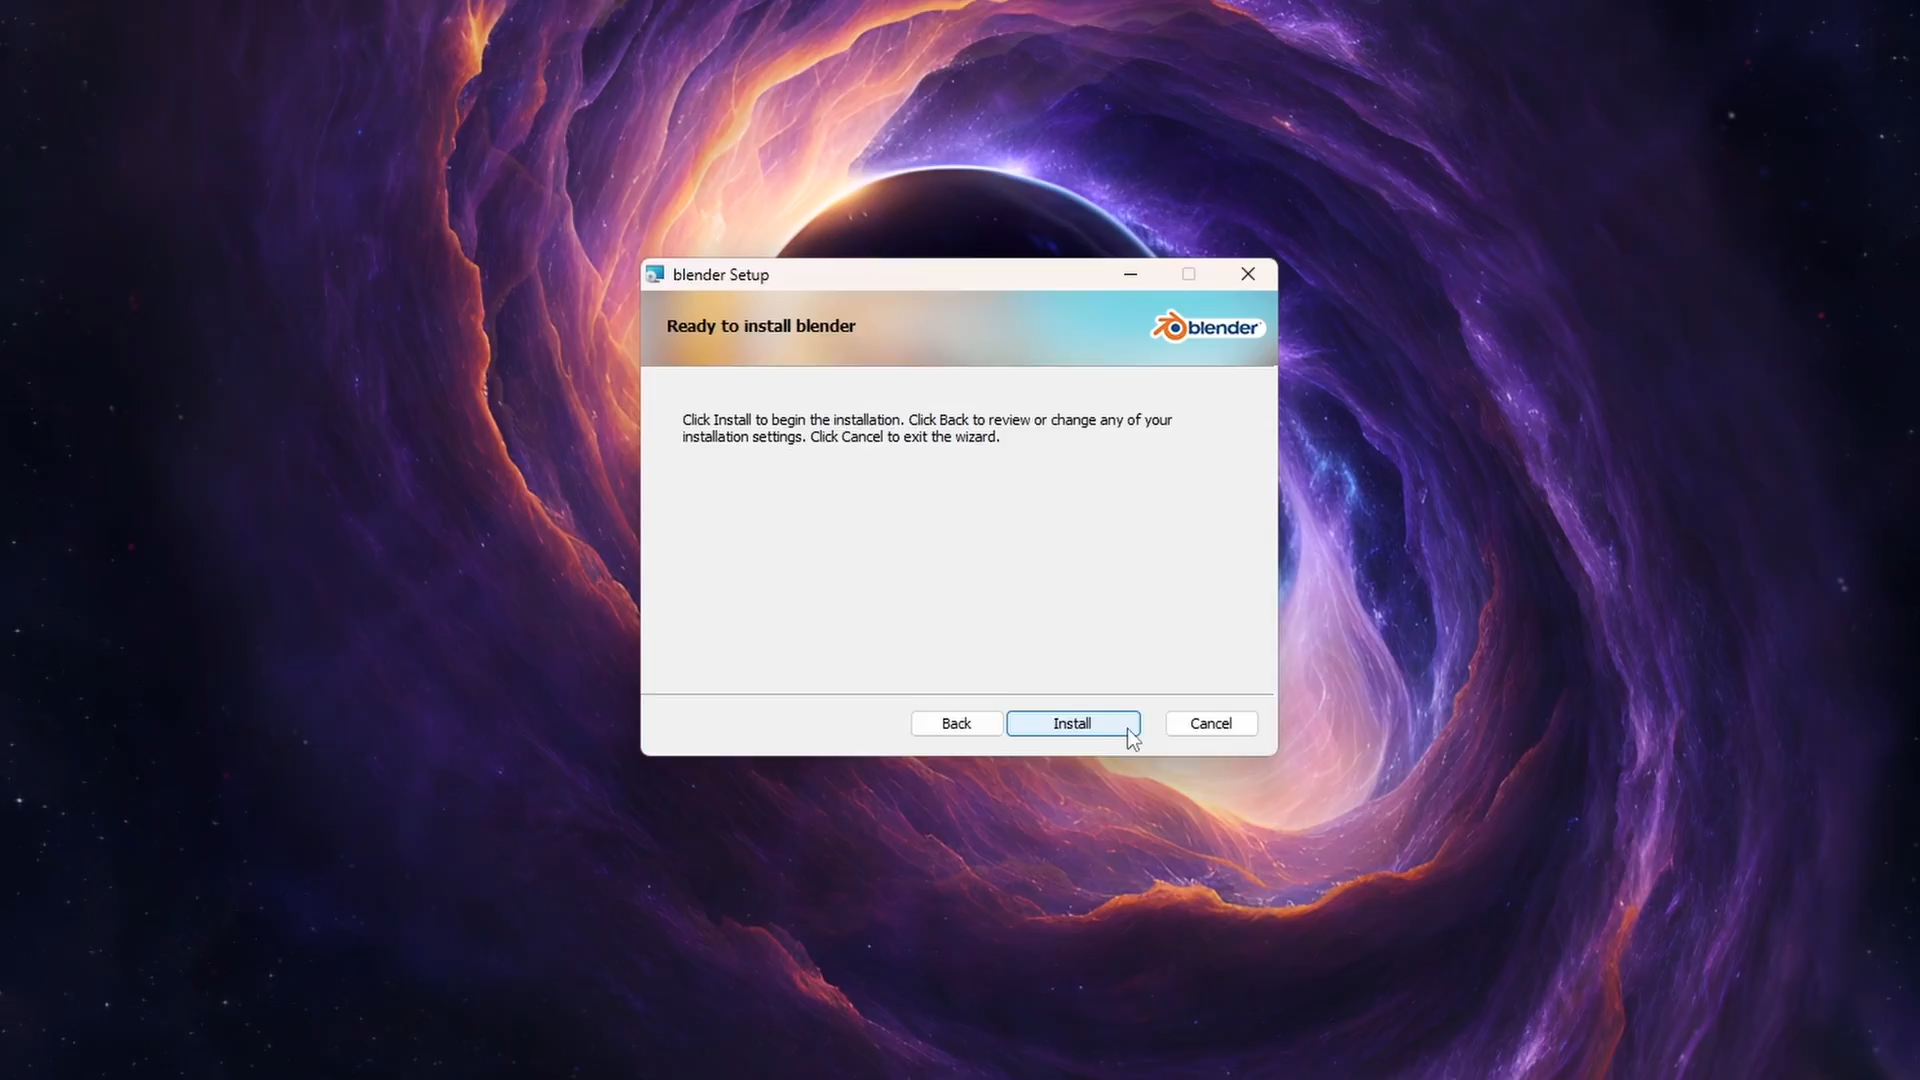 blender Setup
Ready to install blender
blender
Click Install to begin the installation. Click Back to review or change any of your
installation settings. Click Cancel to exit the wizard.
Back
Install
Cancel